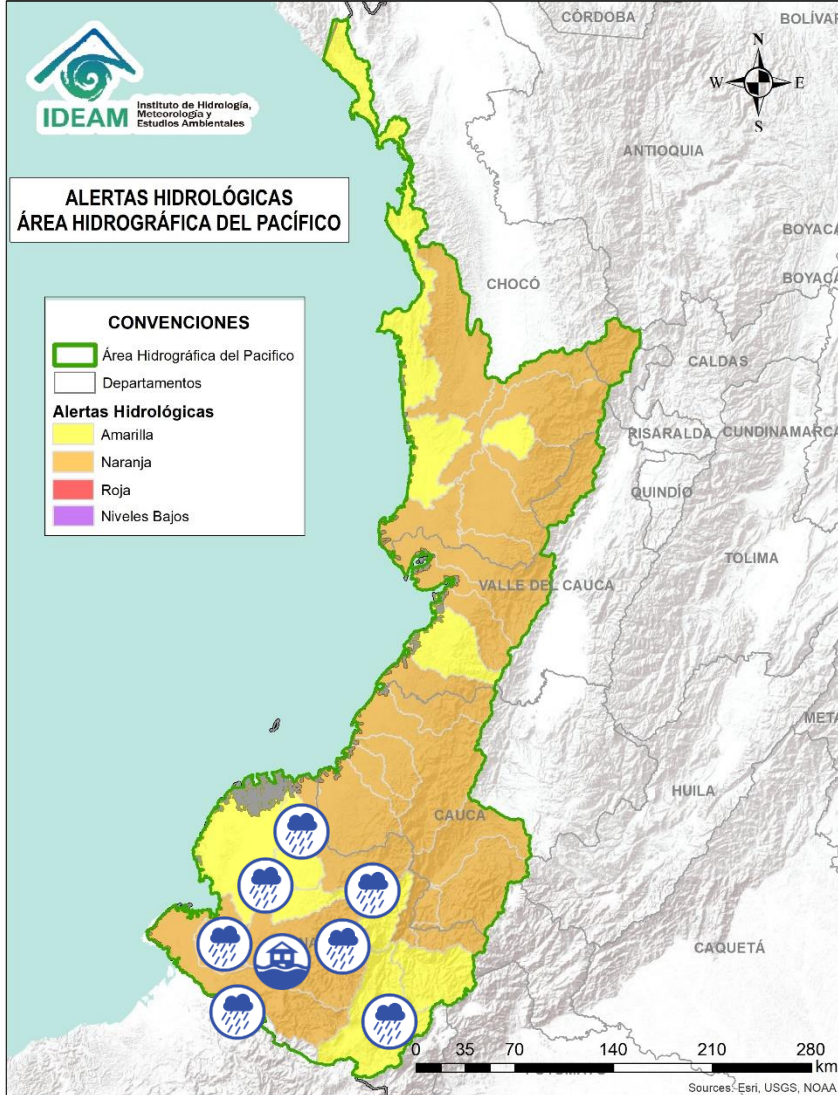 CÓRDOBA
BOLÍVAR
N
W
E
S
IDEAM
Instituto de Hidrología,
Meteorología y
Estudios Ambientales
ANTIOQUIA
ALERTAS HIDROLÓGICAS
ÁREA HIDROGRÁFICA DEL PACÍFICO
BOYACÁ
CHOCÓ
BOYACÁ
CONVENCIONES
Área Hidrográfica del Pacifico
Departamentos
Alertas Hidrológicas
Amarilla
Naranja
Roja
Niveles Bajos
CALDAS
RISARALDA
CUNDINAMARCA
QUINDÍO
TOLIMA
VALLE DEL CAUCA
META
HUILA
CAUCA
CAQUETÁ
0 35 70 140 210 280
km
Sources: Esri, USGS, NOAA